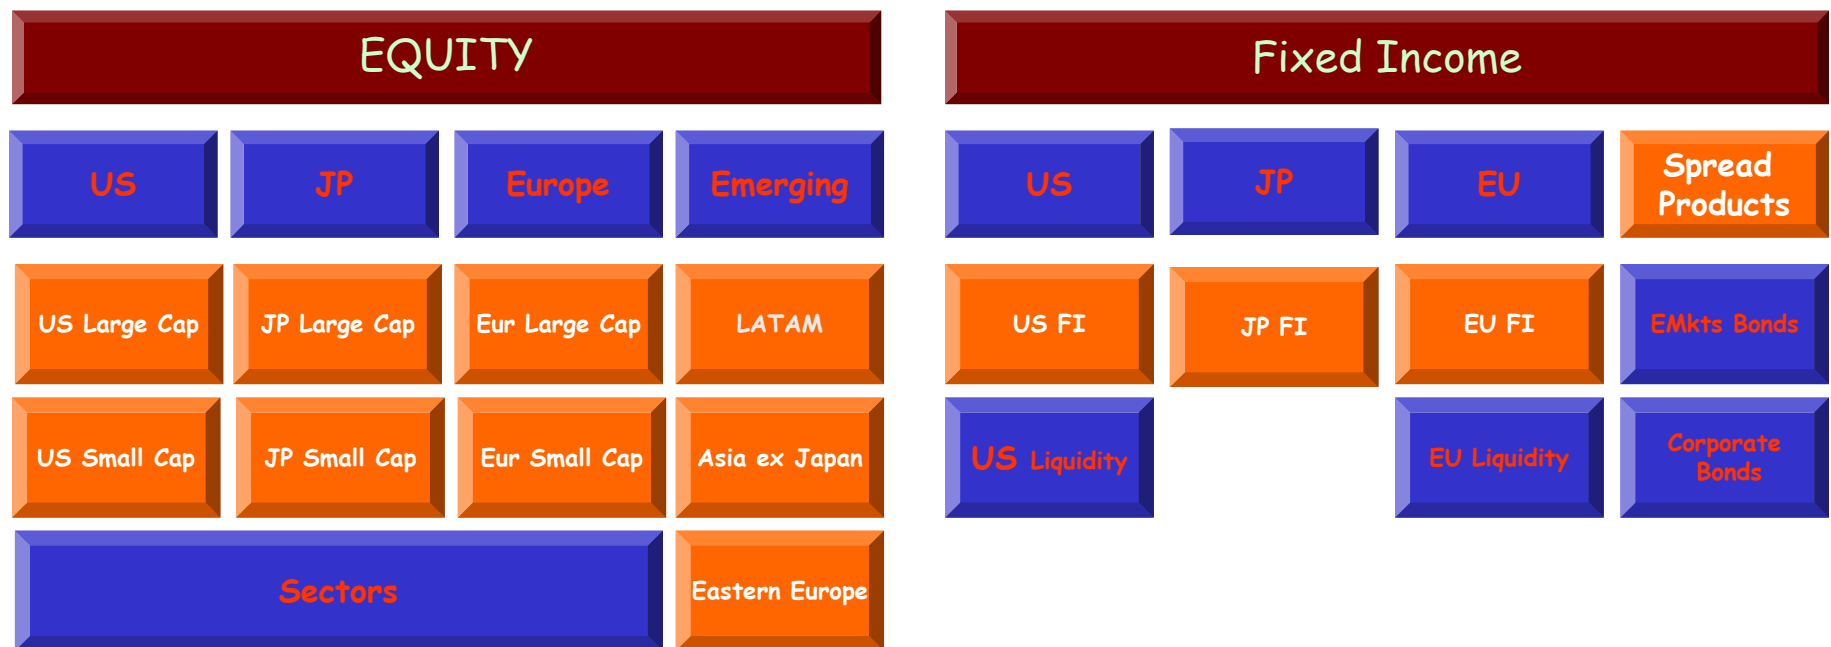 EQUITY
Fixed Income
US
JP
Europe
Emerging
US
JP
EU
Spread
Products
US Large Cap
JP Large Cap
Eur Large Cap
LATAM
US FI
JP FI
EU FI
EMkts Bonds
US Small Cap
JP Small Cap
Eur Small Cap
Asia ex Japan
US Liquidity
EU Liquidity
Corporate
Bonds
Sectors
Eastern Europe